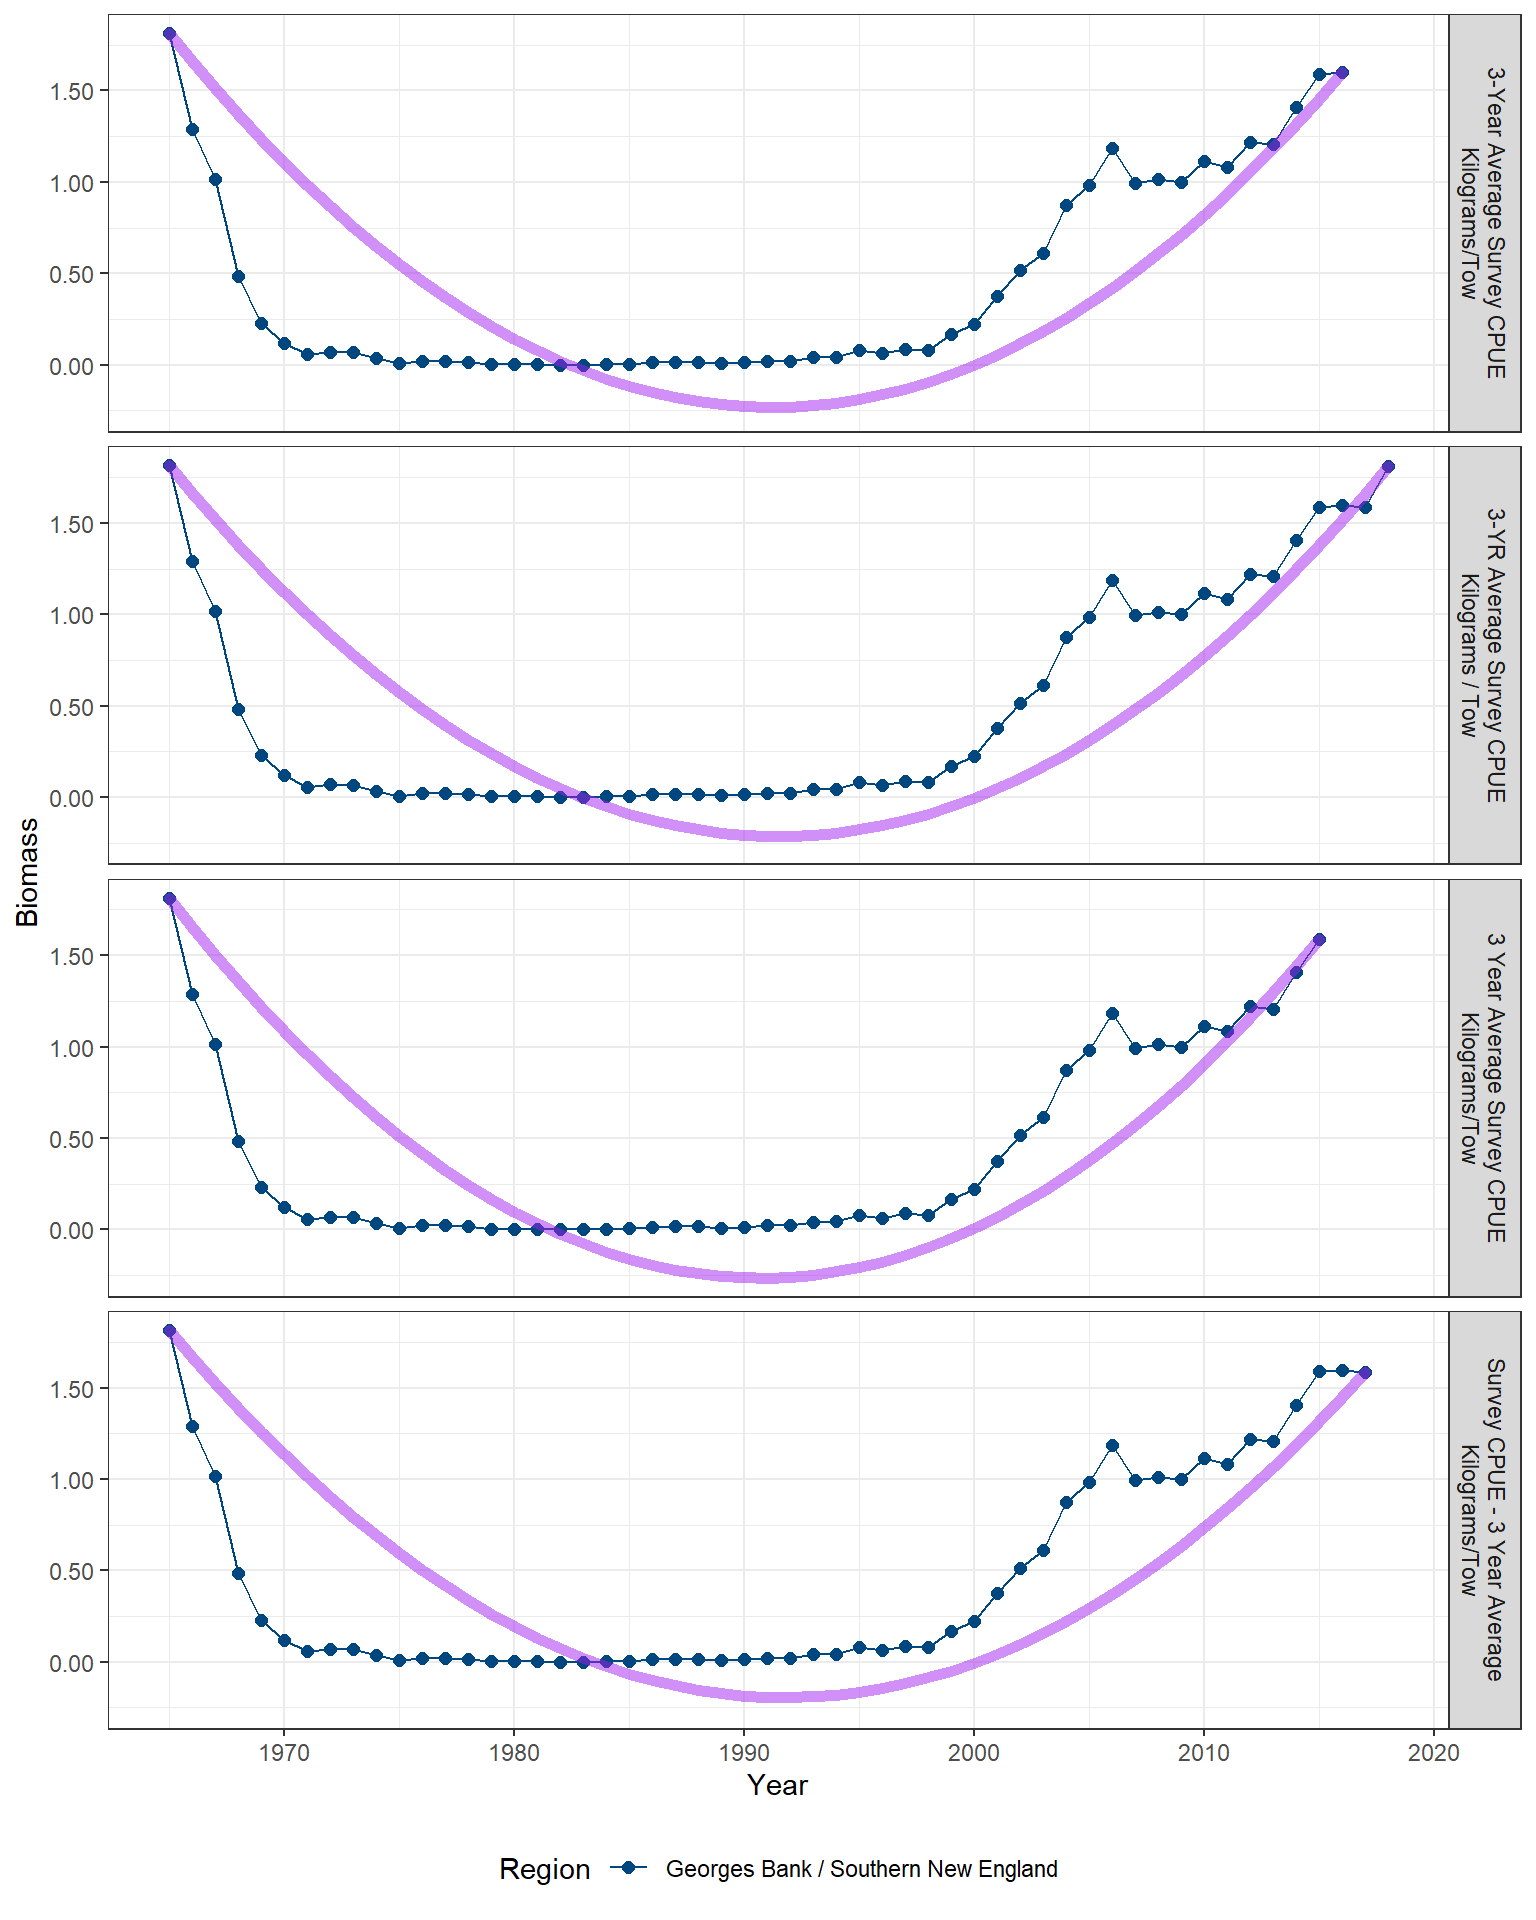 Biomass
1.50
1.00
0.50
0.00
3-Year Average Survey CPUE
Kilograms/Tow
1.50
1.00
0.50
0.00
3-YR Average Survey CPUE
Kilograms / Tow
1.50
1.00
0.50
0.00
3 Year Average Survey CPUE
Kilograms/Tow
1.50
1.00
0.50
0.00
Survey CPUE - 3 Year Average
Kilograms/Tow
1970 1980 1990 2000 2010 2020
Year
Region Georges Bank / Southern New England